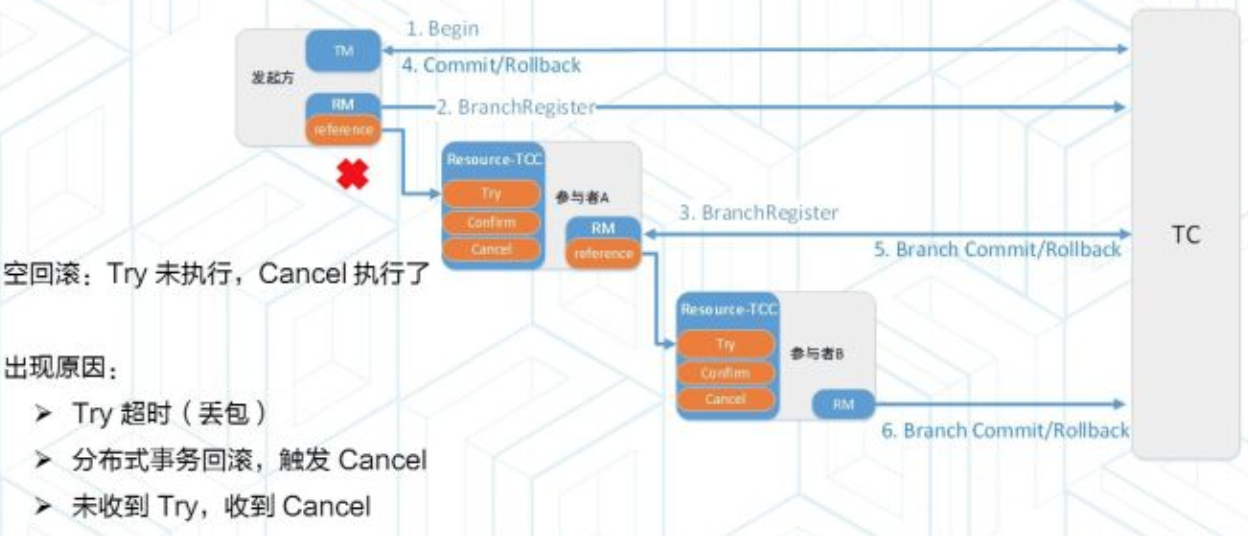 1. Begin
TM
发起方
4. Commit/Rollback
TC
RM
reference
2. BranchRegister
Resource-TCC
Try
Confirm
Cancel
参与者A
RM
reference
3. BranchRegister
5. Branch Commit/Rollback
Resource-TCC
Try
Confirm
Cancel
参与者B
RM
6. Branch Commit/Rollback
空回滚：Try 未执行，Cancel 执行了
出现原因：
➢ Try 超时（丢包）
➢ 分布式事务回滚，触发 Cancel
➢ 未收到 Try，收到 Cancel